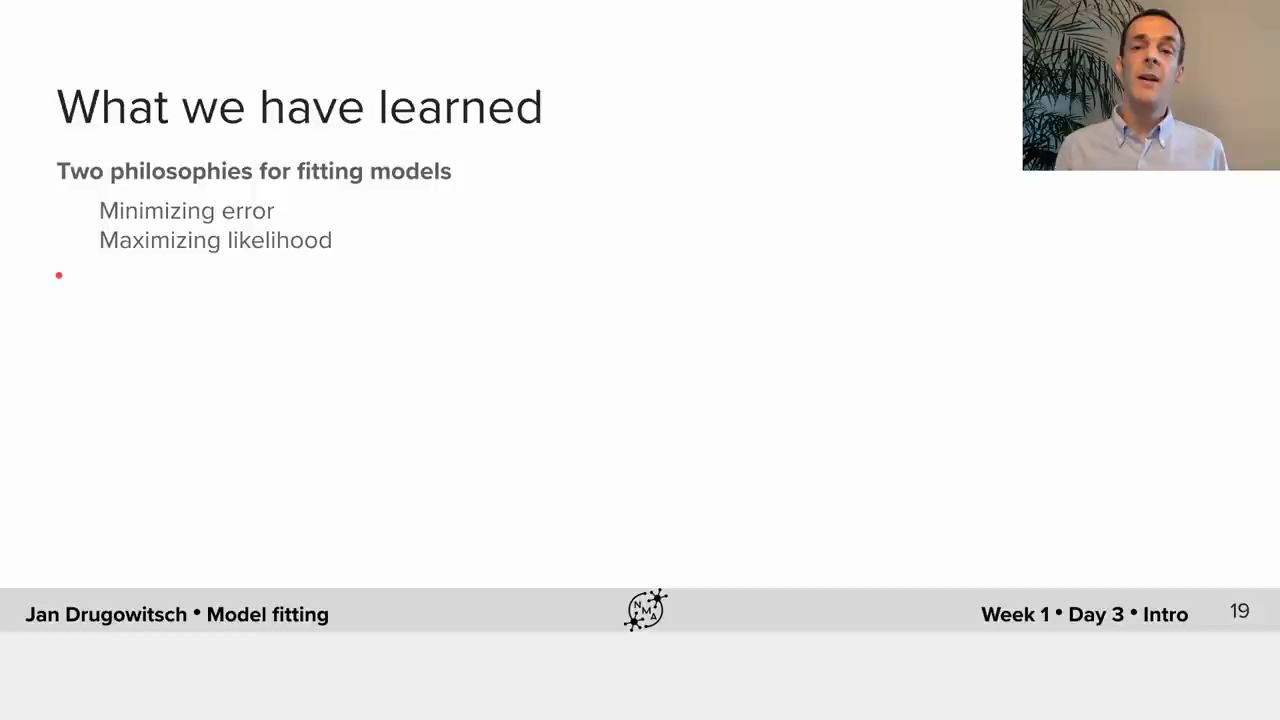 What we have learned
Two philosophies for fitting models
Minimizing error
Maximizing likelihood
Jan Drugowitsch • Model fitting
N
M
A
Week 1 • Day 3 • Intro
19